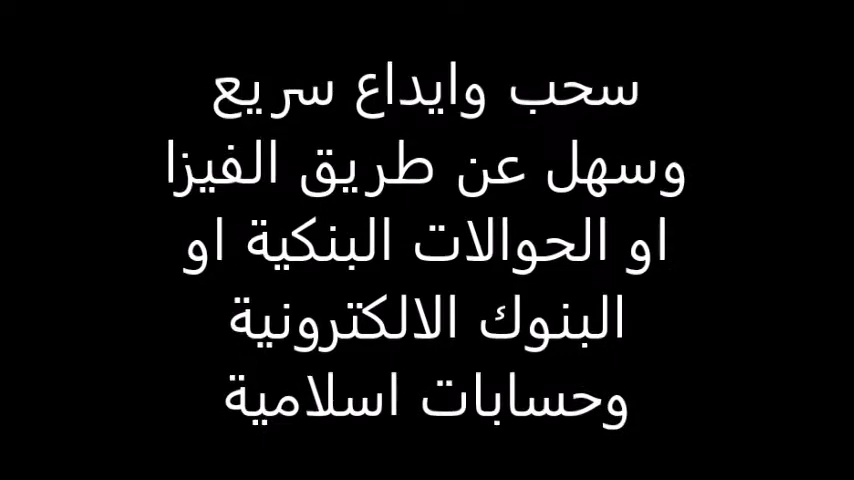 سحب وايداع سريع
وسهل عن طريق الفيزا
او الحوالات البنكية او
البنوك الالكترونية
وحسابات اسلامية